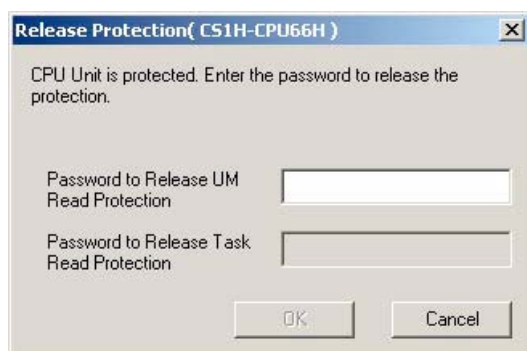 Release Protection( CS1H-CPU66H )
CPU Unit is protected. Enter the password to release the
protection.
Password to Release UM
Read Protection
Password to Release Task
Read Protection
OK
Cancel